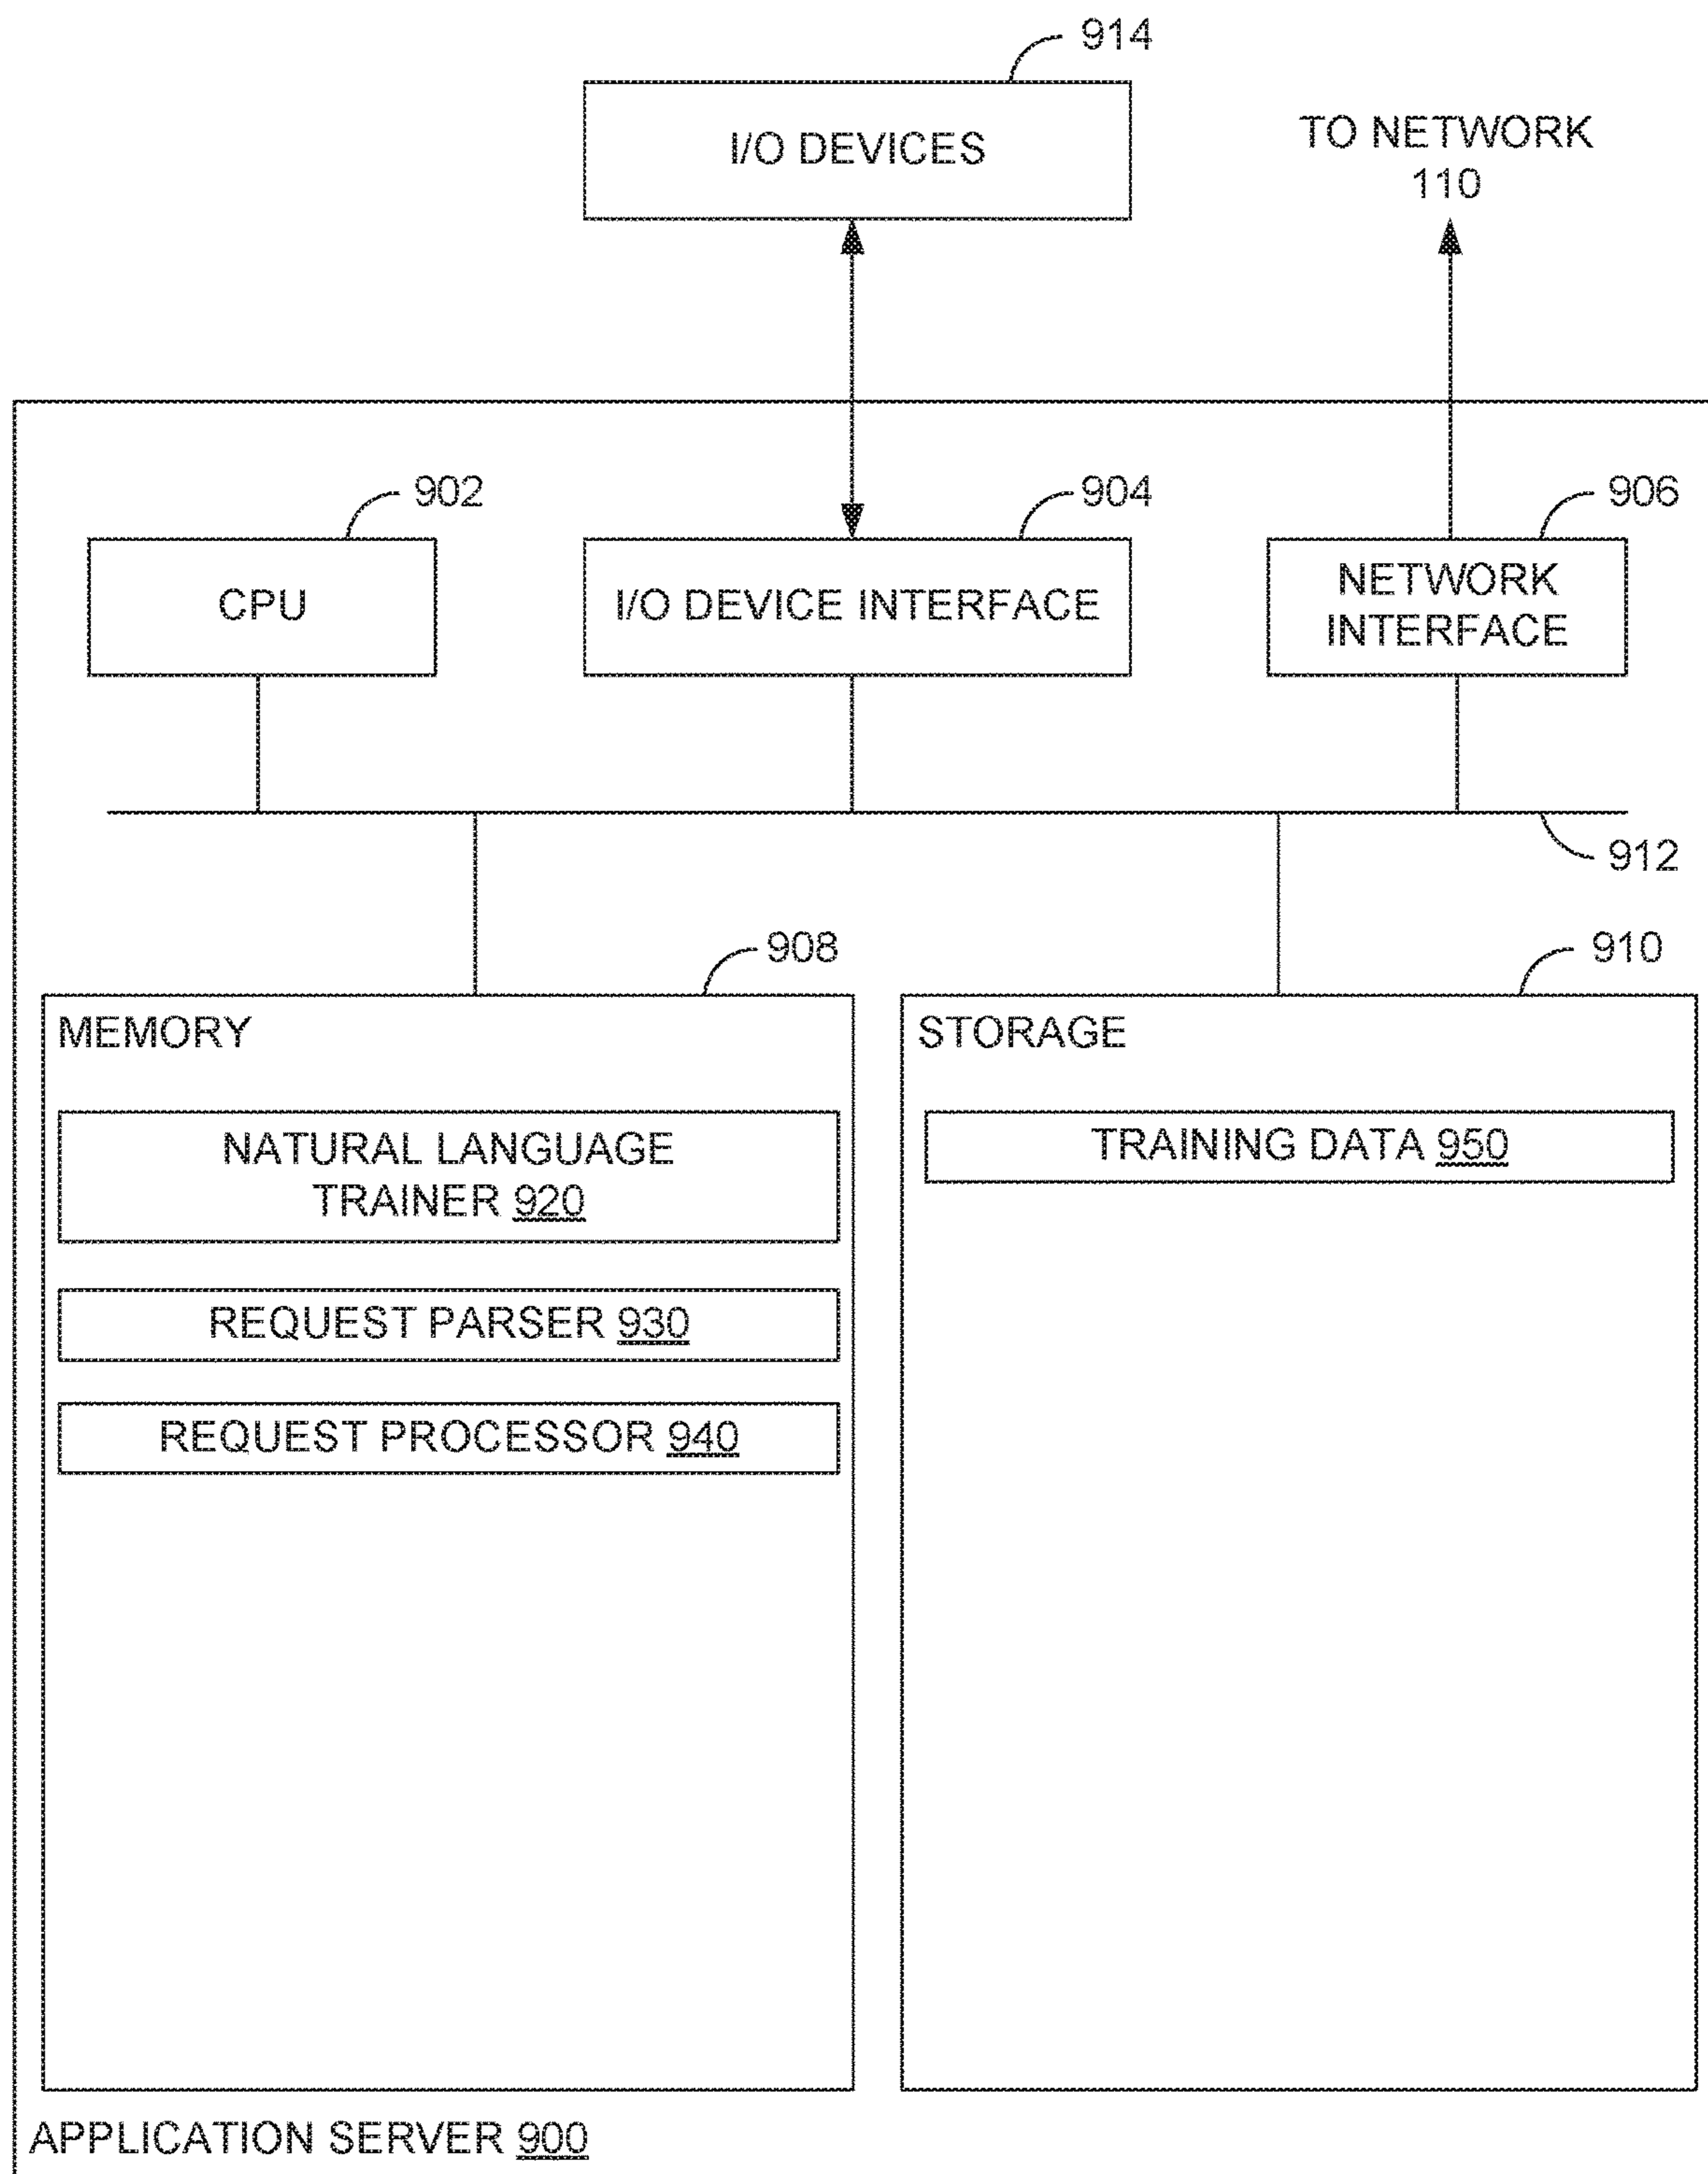 914
I/O DEVICES
TO NETWORK
110
902
904
906
CPU
I/O DEVICE INTERFACE
NETWORK
INTERFACE
912
908
910
MEMORY
STORAGE
NATURAL LANGUAGE
TRAINER 920
TRAINING DATA 950
REQUEST PARSER 930
REQUEST PROCESSOR 940
APPLICATION SERVER 900